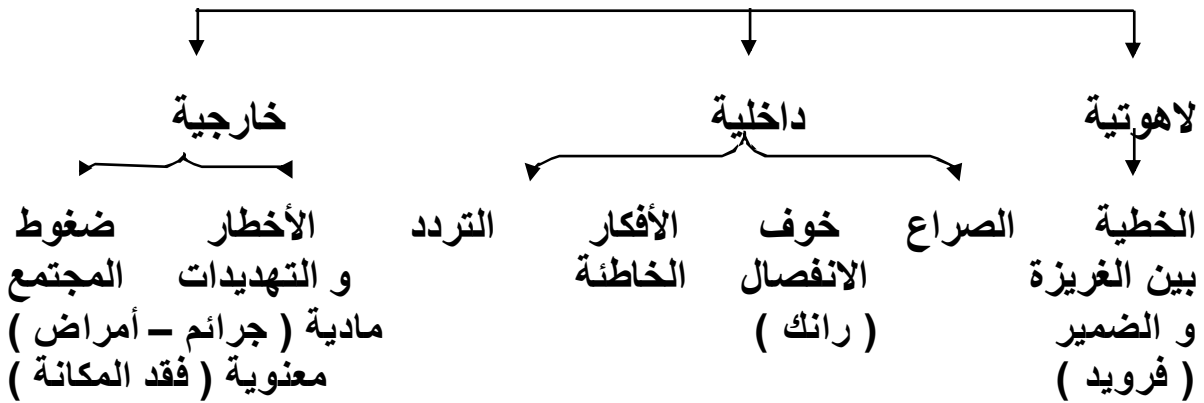 لاهوتية داخلية خارجية
الخطية الصراع خوف الأفكار التردد الأخطار ضغوط
بين الغريزة الانفصال الخاطئة و التهديدات المجتمع
و الضمير ( رانك ) مادية ( جرائم – أمراض )
( فرويد ) معنوية ( فقد المكانة )